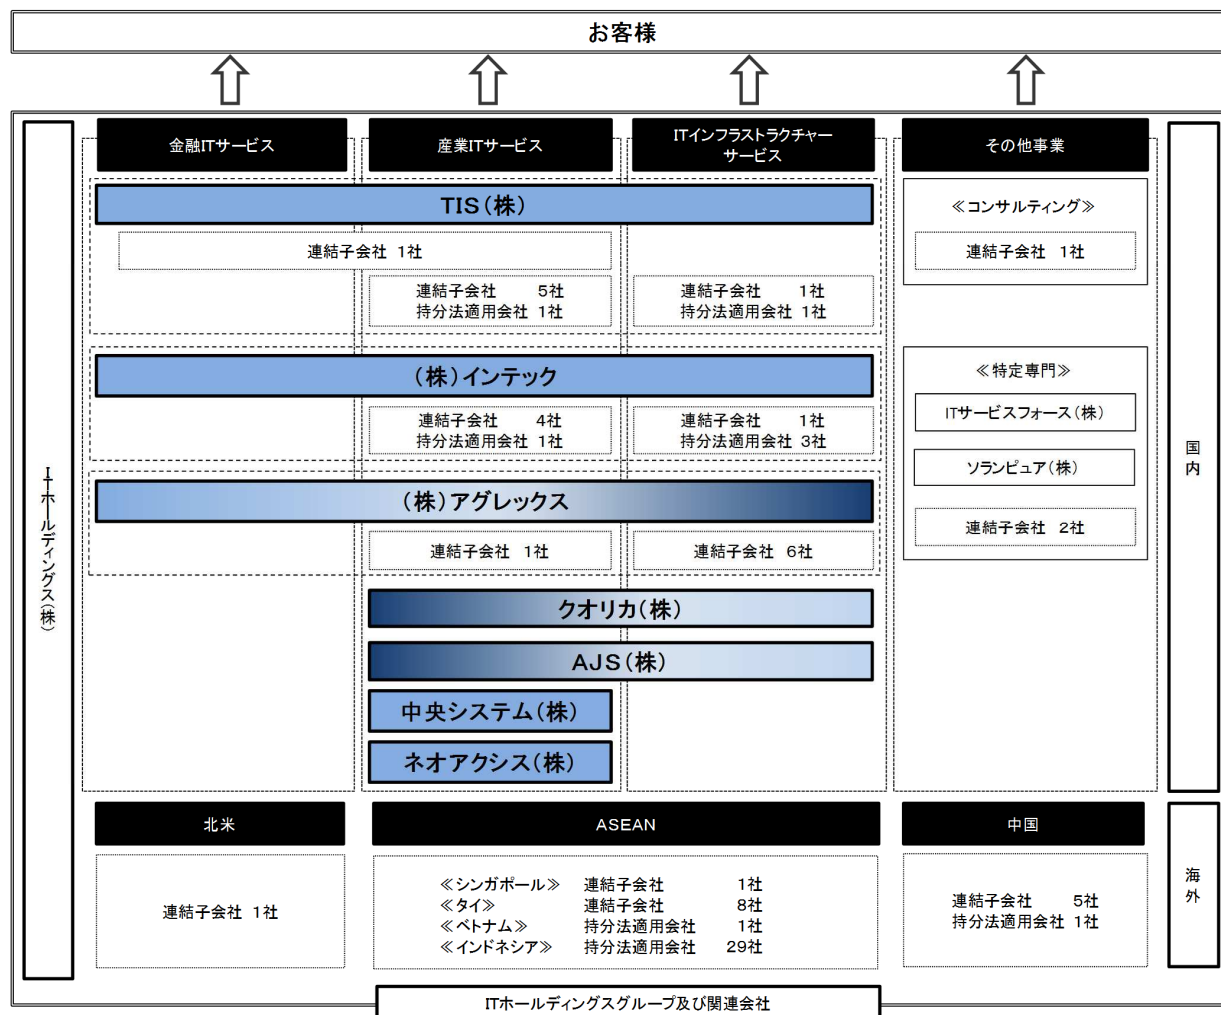 お客様
ITホールディングス(株)
金融ITサービス
産業ITサービス
ITインフラストラクチャー
サービス
その他事業
国内
TIS(株)
連結子会社 1社
連結子会社 5社
持分法適用会社 1社
連結子会社 1社
持分法適用会社 1社
≪コンサルティング≫
連結子会社 1社
(株)インテック
連結子会社 4社
持分法適用会社 1社
連結子会社 1社
持分法適用会社 3社
≪特定専門≫
ITサービスフォース(株)
ソランピュア(株)
連結子会社 2社
(株)アグレックス
連結子会社 1社
連結子会社 6社
クオリカ(株)
AJS(株)
中央システム(株)
ネオアクシス(株)
北米
ASEAN
中国
海外
連結子会社 1社
≪シンガポール≫ 連結子会社 1社
≪タイ≫ 連結子会社 8社
≪ベトナム≫ 持分法適用会社 1社
≪インドネシア≫ 持分法適用会社 29社
連結子会社 5社
持分法適用会社 1社
ITホールディングスグループ及び関連会社